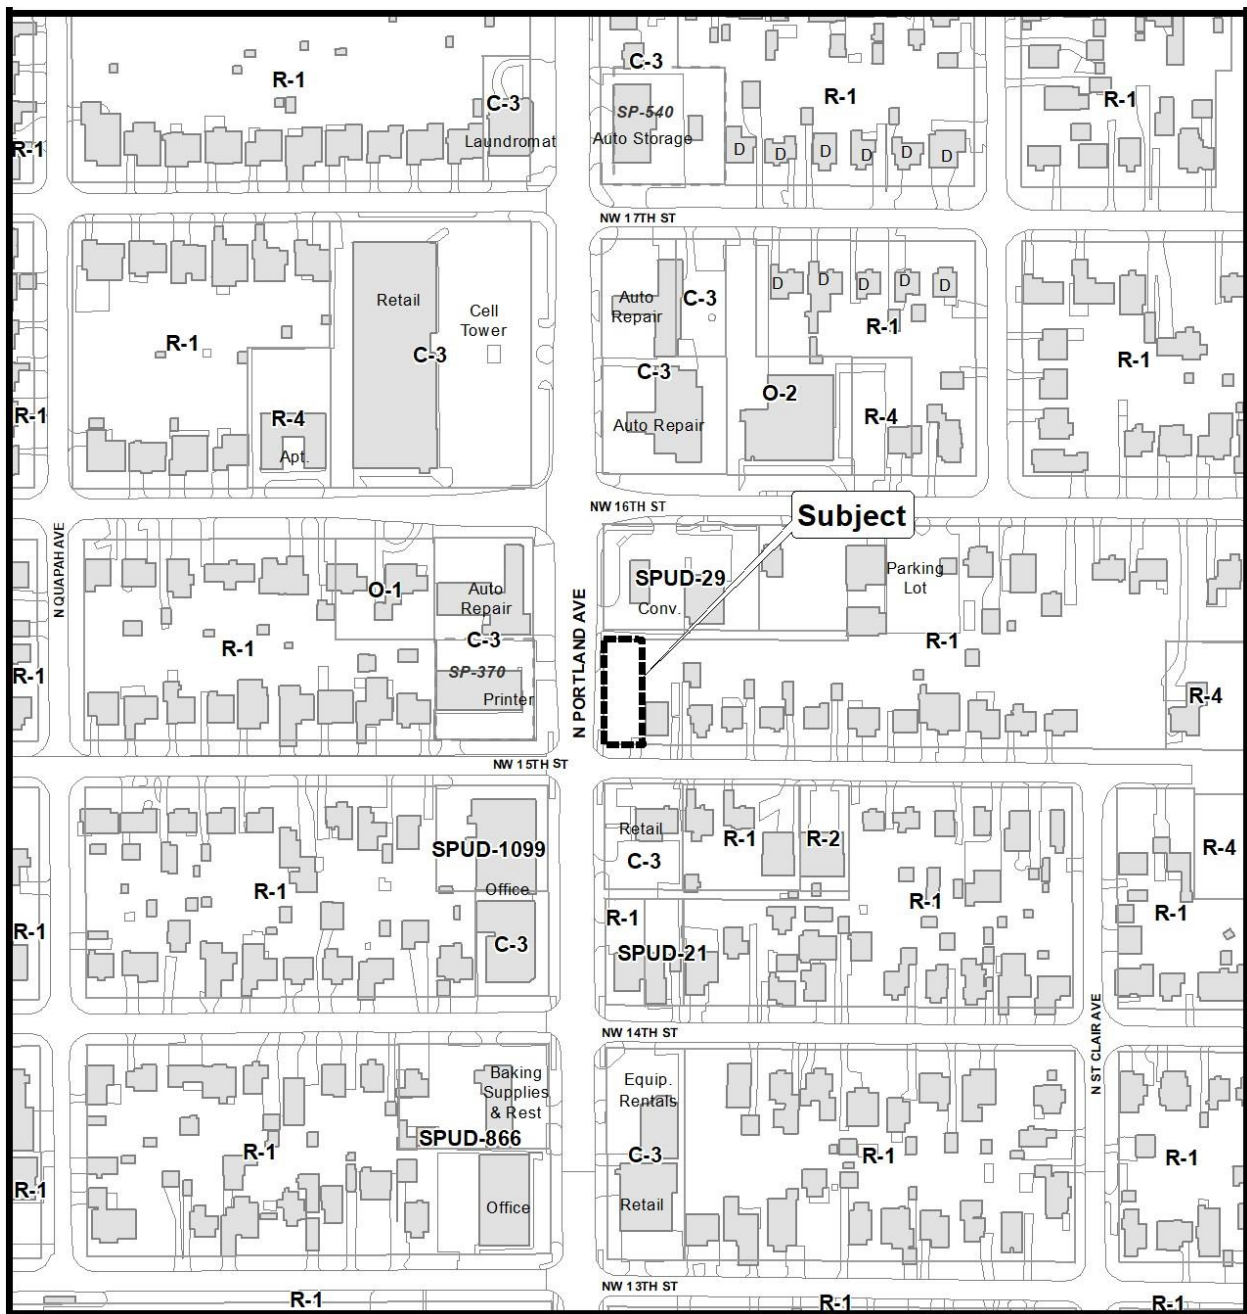 R-1
C-3
Laundromat
R-1
C-3
SP-540
Auto Storage
R-1
D
D
D
D
D
D
R-1
NW 17TH ST
Retail
Cell
Tower
C-3
R-1
R-4
Apt.
R-1
Auto
Repair
C-3
D
D
D
D
D
R-1
C-3
Auto Repair
O-2
R-4
R-1
NW 16TH ST
Subject
N QUAPAH AVE
O-1
Auto
Repair
C-3
R-1
SP-370
Printer
R-1
N PORTLAND AVE
SPUD-29
Conv.
Parking
Lot
R-1
R-4
NW 15TH ST
SPUD-1099
Office
R-1
C-3
R-1
Retail
C-3
R-1
R-2
R-1
SPUD-21
R-1
R-4
R-1
NW 14TH ST
N ST CLAIR AVE
Baking
Supplies
& Rest
SPUD-866
R-1
Office
R-1
Equip.
Rentals
C-3
Retail
R-1
R-1
NW 13TH ST
R-1
R-1
R-1